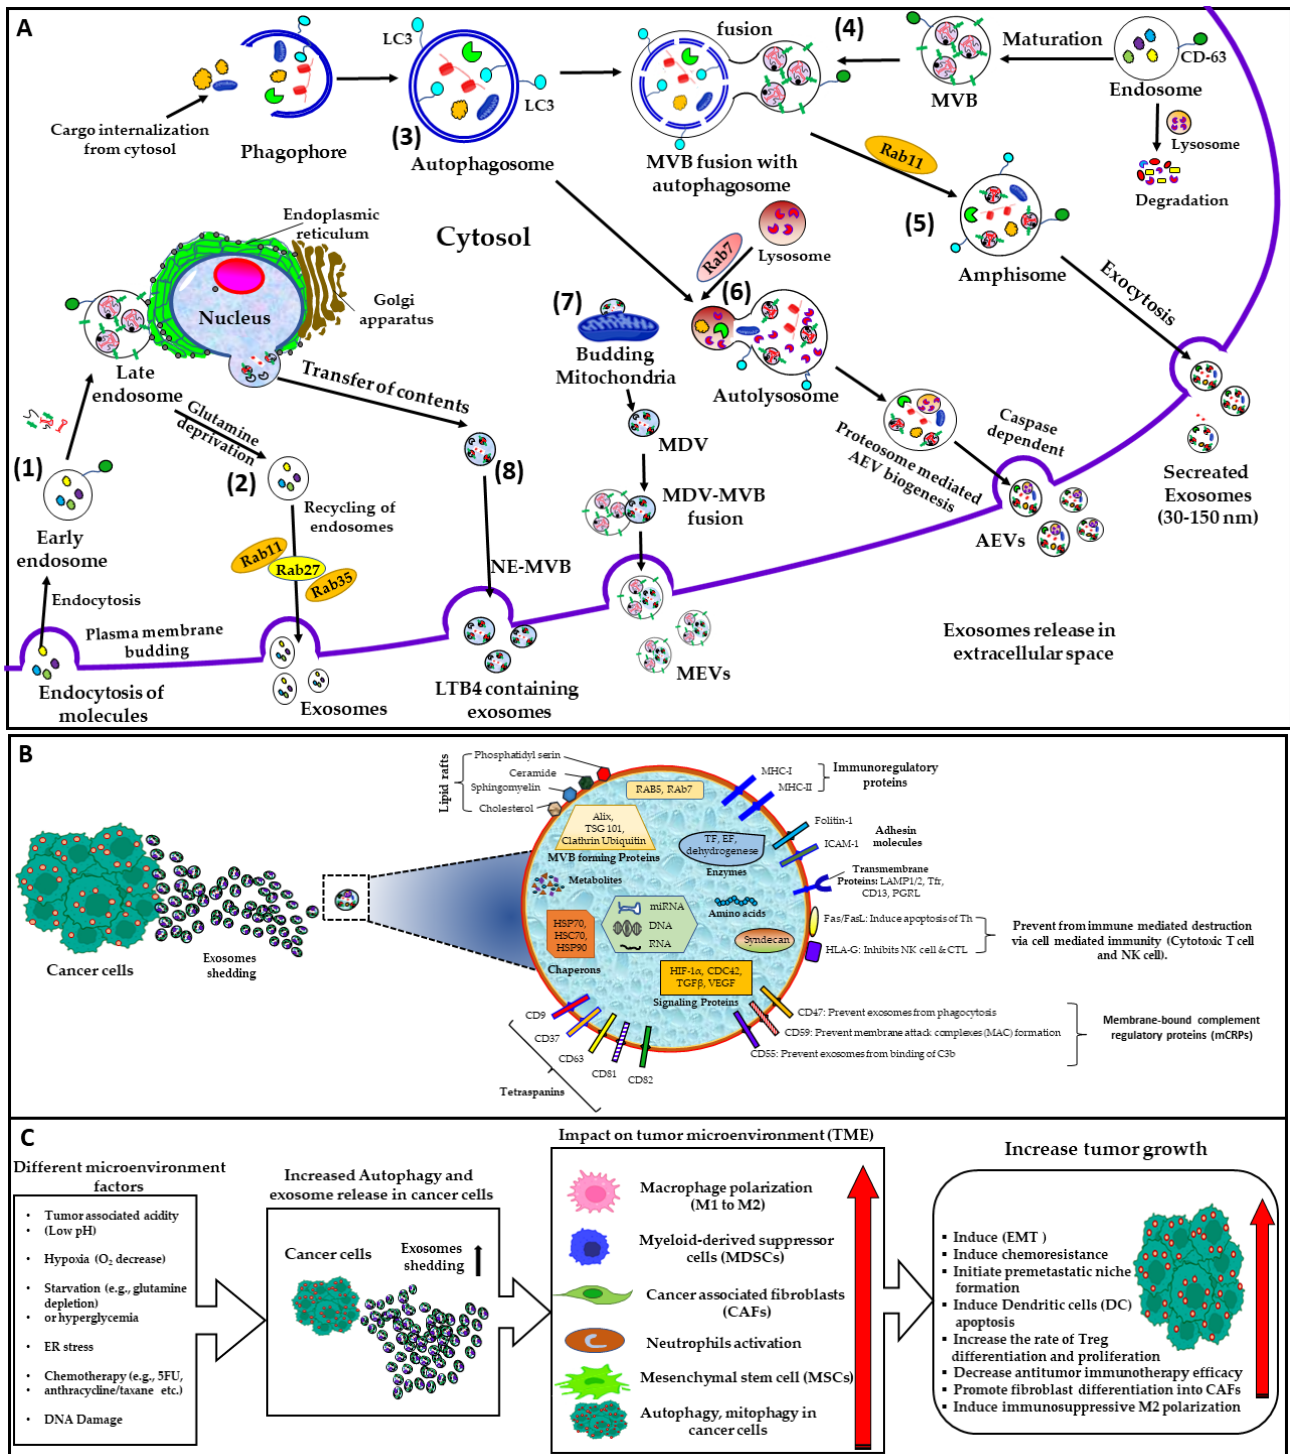 A
Cargo internalization
from cytosol
Phagophore
LC3
LC3
(3)
Autophagosome
fusion
(4)
MVB fusion with
autophagosome
Maturation
MVB
CD-63
Endosome
Lysosome
Degradation
Rab11
(5)
Amphisome
Exocytosis
Endoplasmic
reticulum
Cytosol
Nucleus
Golgi
apparatus
Rab7
Lysosome
(6)
Autolysosome
(7)
Budding
Mitochondria
MDV
MDV-MVB
fusion
MEVs
Late
endosome
Transfer of contents
Glutamine
deprivation
(1)
(2)
(8)
Early
endosome
Endocytosis
Recycling of
endosomes
Rab11
Rab27
Rab35
NE-MVB
Plasma membrane
budding
Endocytosis of
molecules
Exosomes
LTB4 containing
exosomes
Proteosome mediated
AEV biogenesis
Caspase
dependent
AEVs
Secreated
Exosomes
(30-150 nm)
Exosomes release in
extracellular space
B
Cancer cells
Exosomes
shedding
Lipid rafts
Phosphatidyl serin
Ceramide
Sphingomyelin
Cholesterol
RAB5, RAb7
Alix,
TSG 101,
Clathrin Ubiquitin
MVB forming Proteins
Metabolites
TF, EF,
dehydrogenese
Enzymes
HSP70,
HSC70,
HSP90
Chaperons
miRNA
DNA
RNA
Amino acids
Syndecan
HIF-1α, CDC42,
TGFβ, VEGF
Signaling Proteins
MHC-I
MHC-II
Immunoregulatory
proteins
Folitin-1
ICAM-1
Adhesin
molecules
Transmembrane
Proteins: LAMP1/2, Tfr,
CD13, PGRL
Fas/FasL: Induce apoptosis of Th
HLA-G: Inhibits NK cell & CTL
Prevent from immune mediated destruction
via cell mediated immunity (Cytotoxic T cell
and NK cell).
CD47: Prevent exosomes from phagocytosis
CD59: Prevent membrane attack complexes (MAC) formation
CD55: Prevent exosomes from binding of C3b
Membrane-bound complement
regulatory proteins (mCRPs)
CD9
CD37
CD63
CD81
CD82
Tetraspanins
C
Different microenvironment
factors
• Tumor associated acidity
• (Low pH)
• Hypoxia (O₂ decrease)
• Starvation (e.g., glutamine
depletion)
• or hyperglycemia
• ER stress
• Chemotherapy (e.g., 5FU,
• anthracycline/taxane etc.)
• DNA Damage
Increased Autophagy and
exosome release in cancer cells
Cancer cells
Exosomes
shedding
Impact on tumor microenvironment (TME)
Macrophage polarization
(M1 to M2)
Myeloid-derived suppressor
cells (MDSCs)
Cancer associated fibroblasts
(CAFs)
Neutrophils activation
Mesenchymal stem cell (MSCs)
Autophagy, mitophagy in
cancer cells
Increase tumor growth
▪ Induce (EMT )
▪ Induce chemoresistance
▪ Initiate premetastatic niche
▪ formation
▪ Induce Dendritic cells (DC)
apoptosis
▪ Increase the rate of Treg
differentiation and proliferation
▪ Decrease antitumor immunotherapy efficacy
▪ Promote fibroblast differentiation into CAFs
▪ Induce immunosuppressive M2 polarization